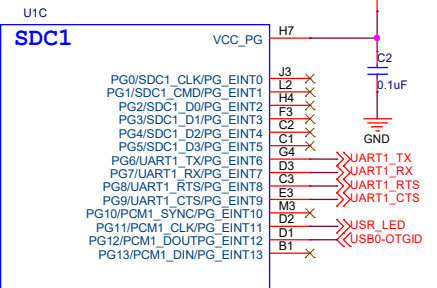 U1C
SDC1
VCC_PG H7
C2
0.1uF
GND
PG0/SDC1_CLK/PG_EINT0 J3
PG1/SDC1_CMD/PG_EINT1 L2
PG2/SDC1_D0/PG_EINT2 H4
PG3/SDC1_D1/PG_EINT3 F3
PG4/SDC1_D2/PG_EINT4 C2
PG5/SDC1_D3/PG_EINT5 C1
PG6/UART1_TX/PG_EINT6 G4 UART1_TX
PG7/UART1_RX/PG_EINT7 D3 UART1_RX
PG8/UART1_RTS/PG_EINT8 C3 UART1_RTS
PG9/UART1_CTS/PG_EINT9 E3 UART1_CTS
PG10/PCM1_SYNC/PG_EINT10 M3
PG11/PCM1_CLK/PG_EINT11 D2 USR_LED
PG12/PCM1_DOUTPG_EINT12 D1 USB0-OTGID
PG13/PCM1_DIN/PG_EINT13 B1